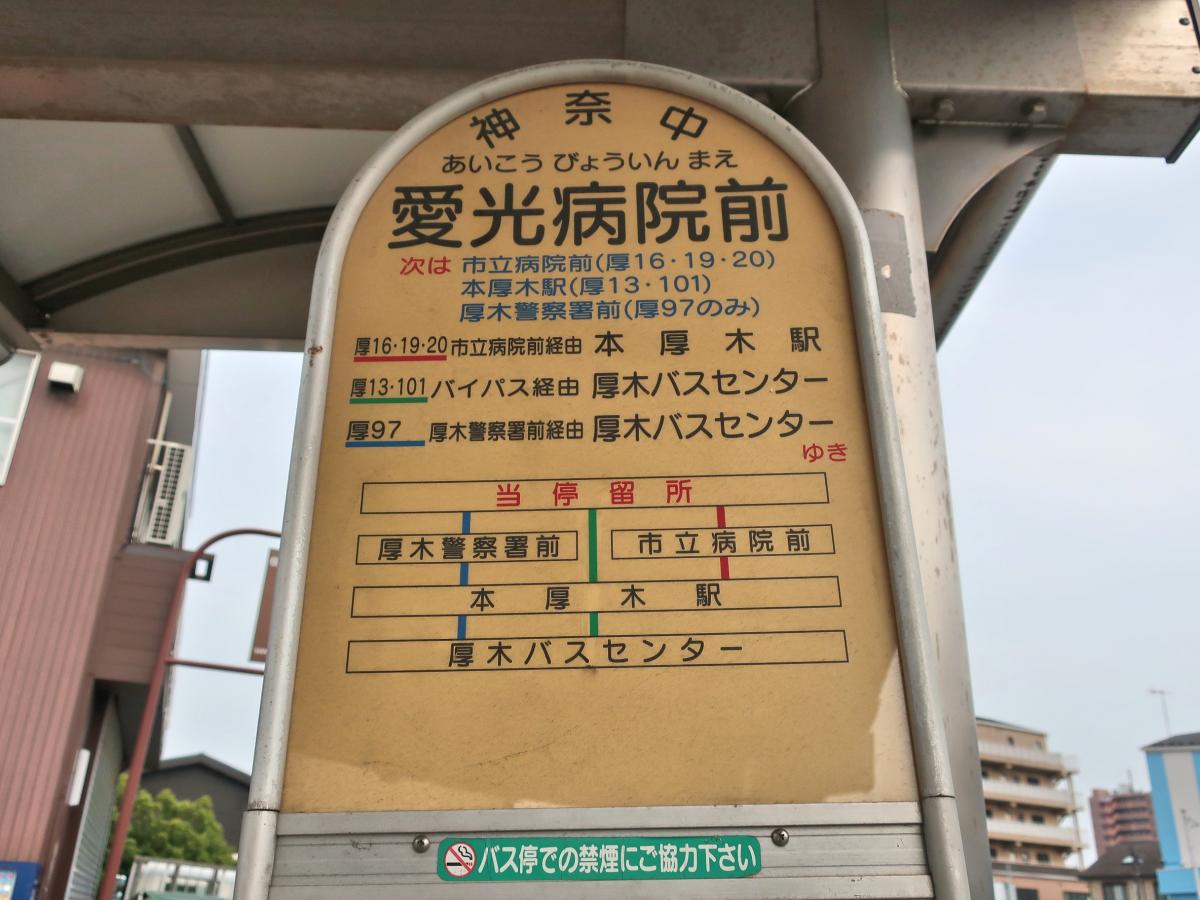 神奈中
あいこう びょういん まえ
愛光病院前
次は 市立病院前(厚16・19・20)
本厚木駅(厚13・101)
厚木警察署前(厚97のみ)
厚16・19・20 市立病院前経由 本厚木駅
厚13・101 バイパス経由 厚木バスセンター
厚97 厚木警察署前経由 厚木バスセンター
ゆき
当停留所
厚木警察署前 市立病院前
本厚木駅
厚木バスセンター
バス停での禁煙にご協力下さい